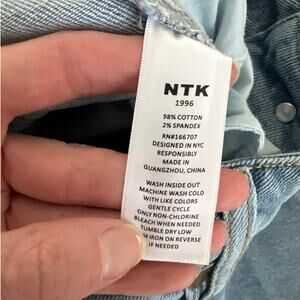 NTK
1996
98% COTTON
2% SPANDEX
RN#166707
DESIGNED IN NYC
RESPONSIBLY
MADE IN
GUANGZHOU, CHINA
WASH INSIDE OUT
MACHINE WASH COLD
WITH LIKE COLORS
GENTLE CYCLE
ONLY NON-CHLORINE
BLEACH WHEN NEEDED
TUMBLE DRY LOW
IRON ON REVERSE
IF NEEDED